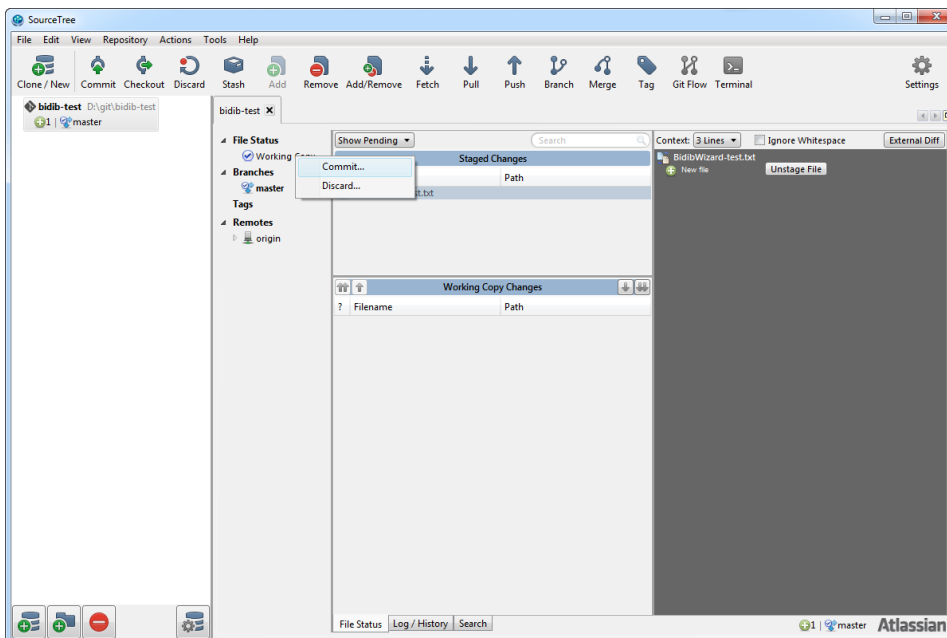 SourceTree
File Edit View Repository Actions Tools Help
Clone / New Commit Checkout Discard Stash Add Remove Add/Remove Fetch Pull Push Branch Merge Tag Git Flow Terminal Settings
bidib-test D:\git\bidib-test
1 | master
bidib-test
File Status
Working Copy
Branches
master
Tags
Remotes
origin
Commit...
Discard...
Show Pending
Search
Staged Changes
Path
st.txt
Working Copy Changes
? Filename Path
Context: 3 Lines Ignore Whitespace External Diff
BidibWizard-test.txt
New file Unstage File
File Status Log / History Search
1 | master Atlassian